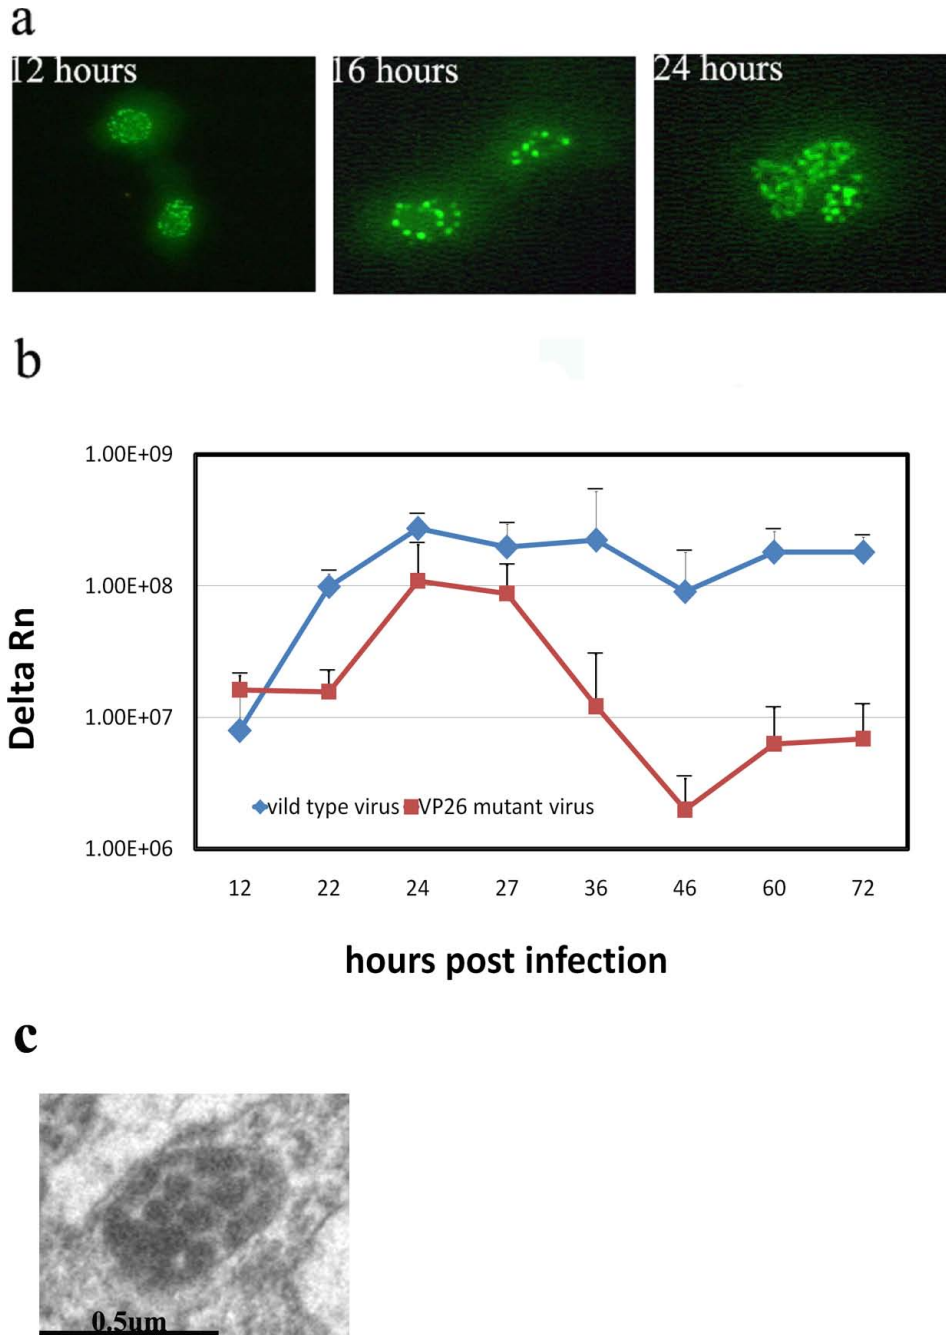 a
12 hours
16 hours
24 hours
b
1.00E+09
1.00E+08
1.00E+07
1.00E+06
Delta Rn
vild type virus
VP26 mutant virus
12 22 24 27 36 46 60 72
hours post infection
c
0.5um